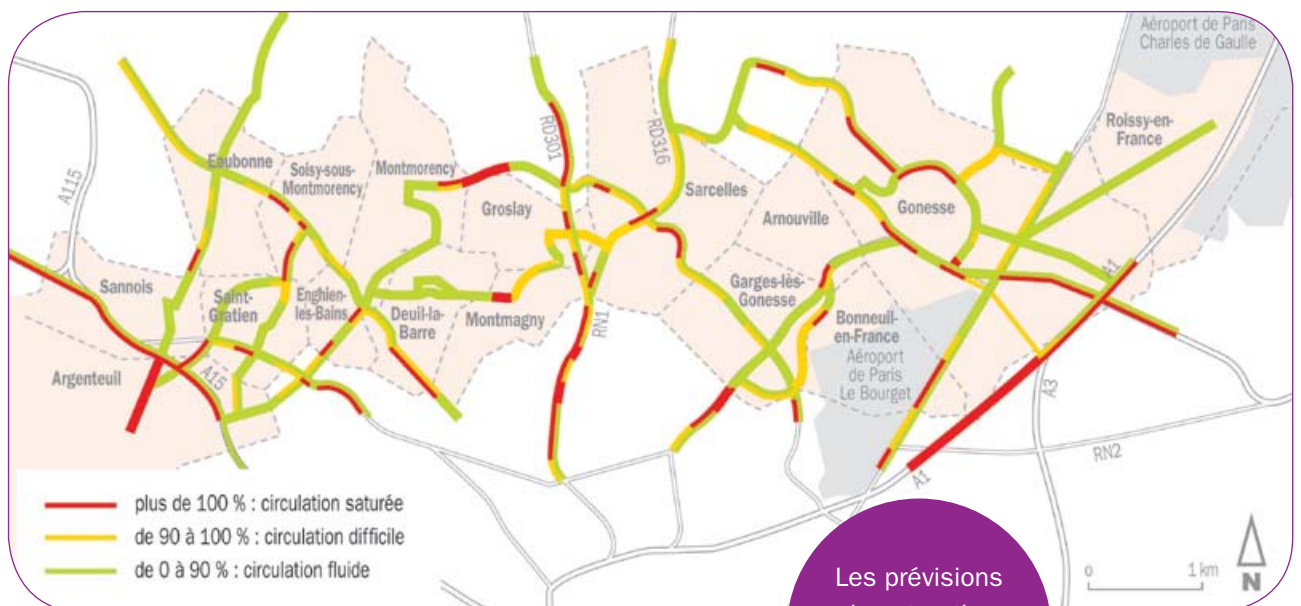 Aéroport de Paris
Charles de Gaulle
A115
RD301
RD316
Roissy-en-
France
Eaubonne
Soisy-sous-
Montmorency
Montmorency
Groslay
Sarcelles
Arnouville
Gonesse
A1
Sannois
Saint-
Gratien
Enghien-
les-Bains
Deuil-la-
Barre
Montmagny
RN1
Garges-lès-
Gonesse
Bonneuil-
en-France
Aéroport
de Paris
Le Bourget
Argenteuil
A15
A3
RN2
A1
plus de 100 % : circulation saturée
de 90 à 100 % : circulation difficile
de 0 à 90 % : circulation fluide
Les prévisions
0 1 km
N